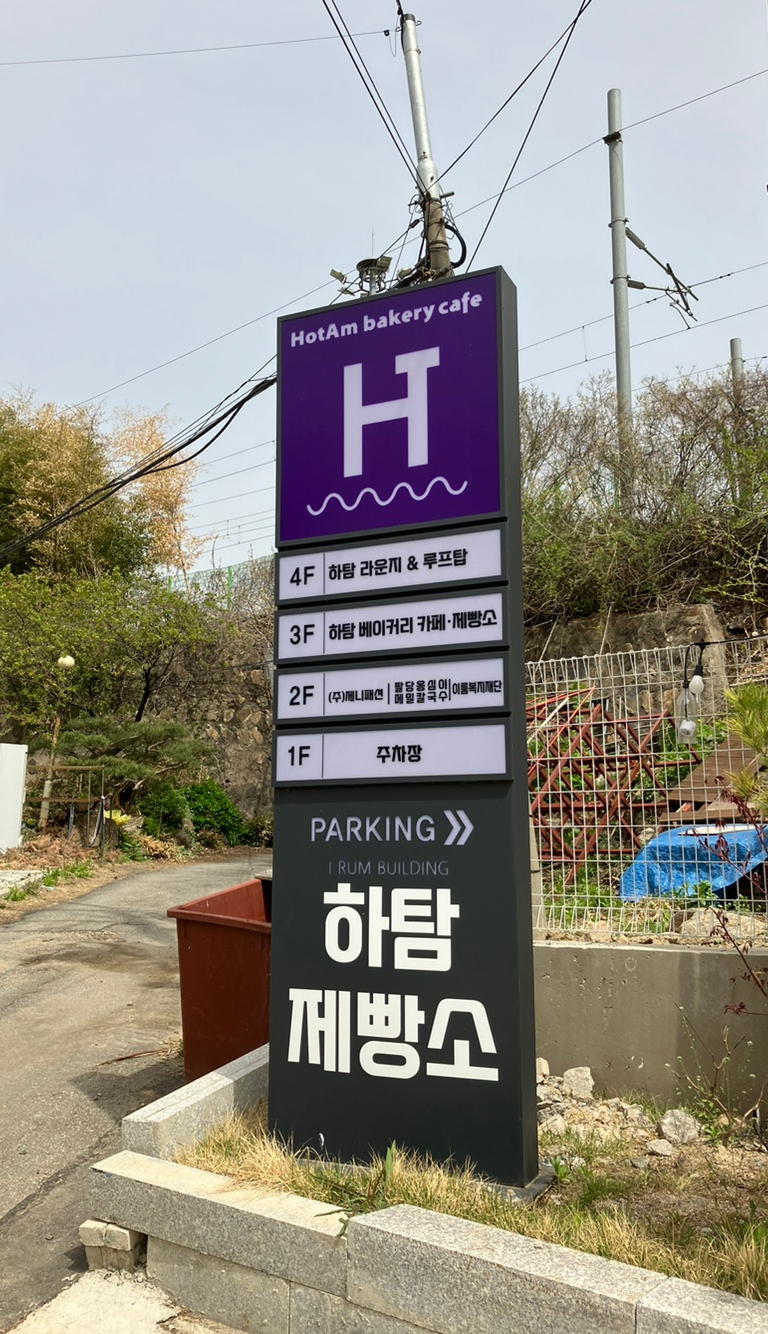 HotAm bakery cafe
HT
4F 하탐 라운지 & 루프탑
3F 하탐 베이커리 카페·제빵소
2F (주)제니패션 | 팔당옹심이 메밀칼국수 | 이룸복지재단
1F 주차장
PARKING
I RUM BUILDING
하탐
제빵소